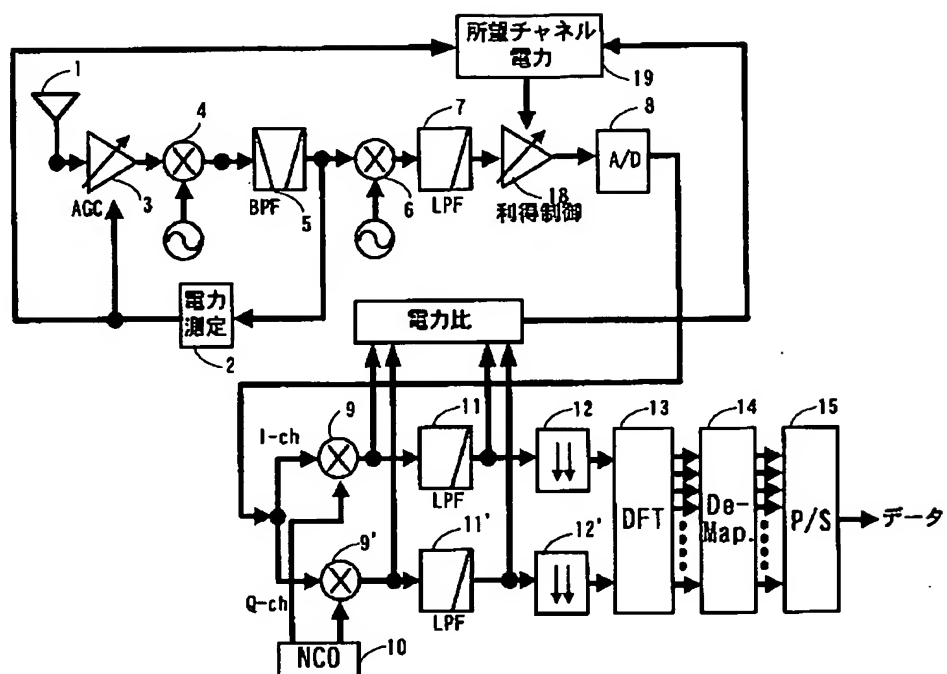 所望チャネル
電力
19
1
4
7
8
A/D
AGC
3
BPF
5
6
LPF
18
利得制御
電力
測定
2
電力比
9
11
12
13
14
15
I-ch
LPF
DFT
De-
Map.
P/S
データ
9'
11'
12'
Q-ch
LPF
NCO
10